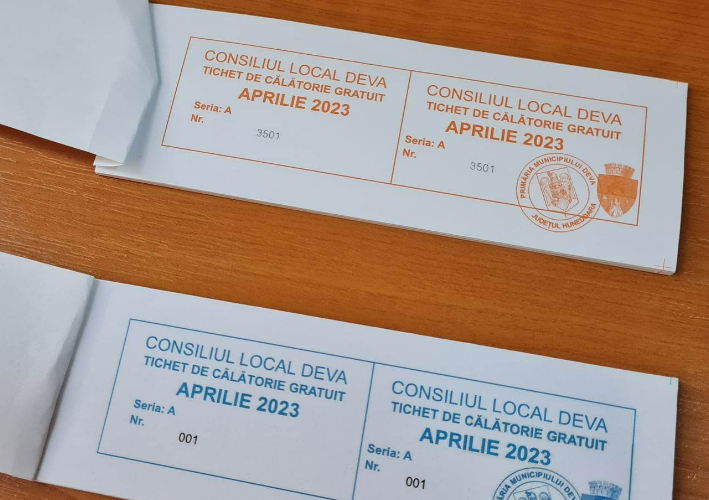 CONSILIUL LOCAL DEVA
TICHET DE CĂLĂTORIE GRATUIT
APRILIE 2023
Seria: A
Nr.
3501
CONSILIUL LOCAL DEVA
TICHET DE CĂLĂTORIE GRATUIT
APRILIE 2023
Seria: A
Nr.
3501
PRIMĂRIA MUNICIPIULUI DEVA
JUDEȚUL HUNEDOARA
CONSILIUL LOCAL DEVA
TICHET DE CĂLĂTORIE GRATUIT
APRILIE 2023
Seria: A
Nr.
001
CONSILIUL LOCAL DEVA
TICHET DE CĂLĂTORIE GRATUIT
APRILIE 2023
Seria: A
Nr.
001
MUNICIPIULUI